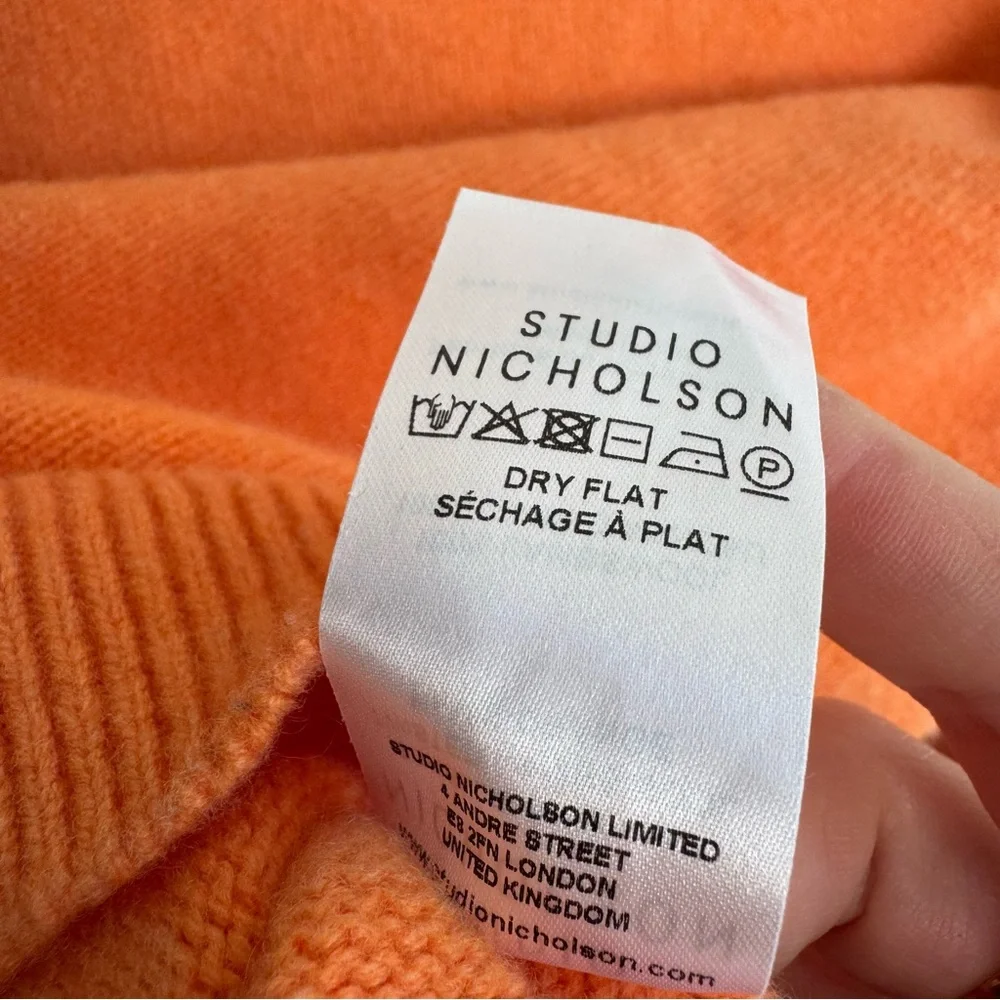 STUDIO
NICHOLSON
P
DRY FLAT
SÉCHAGE À PLAT
STUDIO NICHOLSON LIMITED
4 ANDRE STREET
E8 2FN LONDON
UNITED KINGDOM
www.studionicholson.com